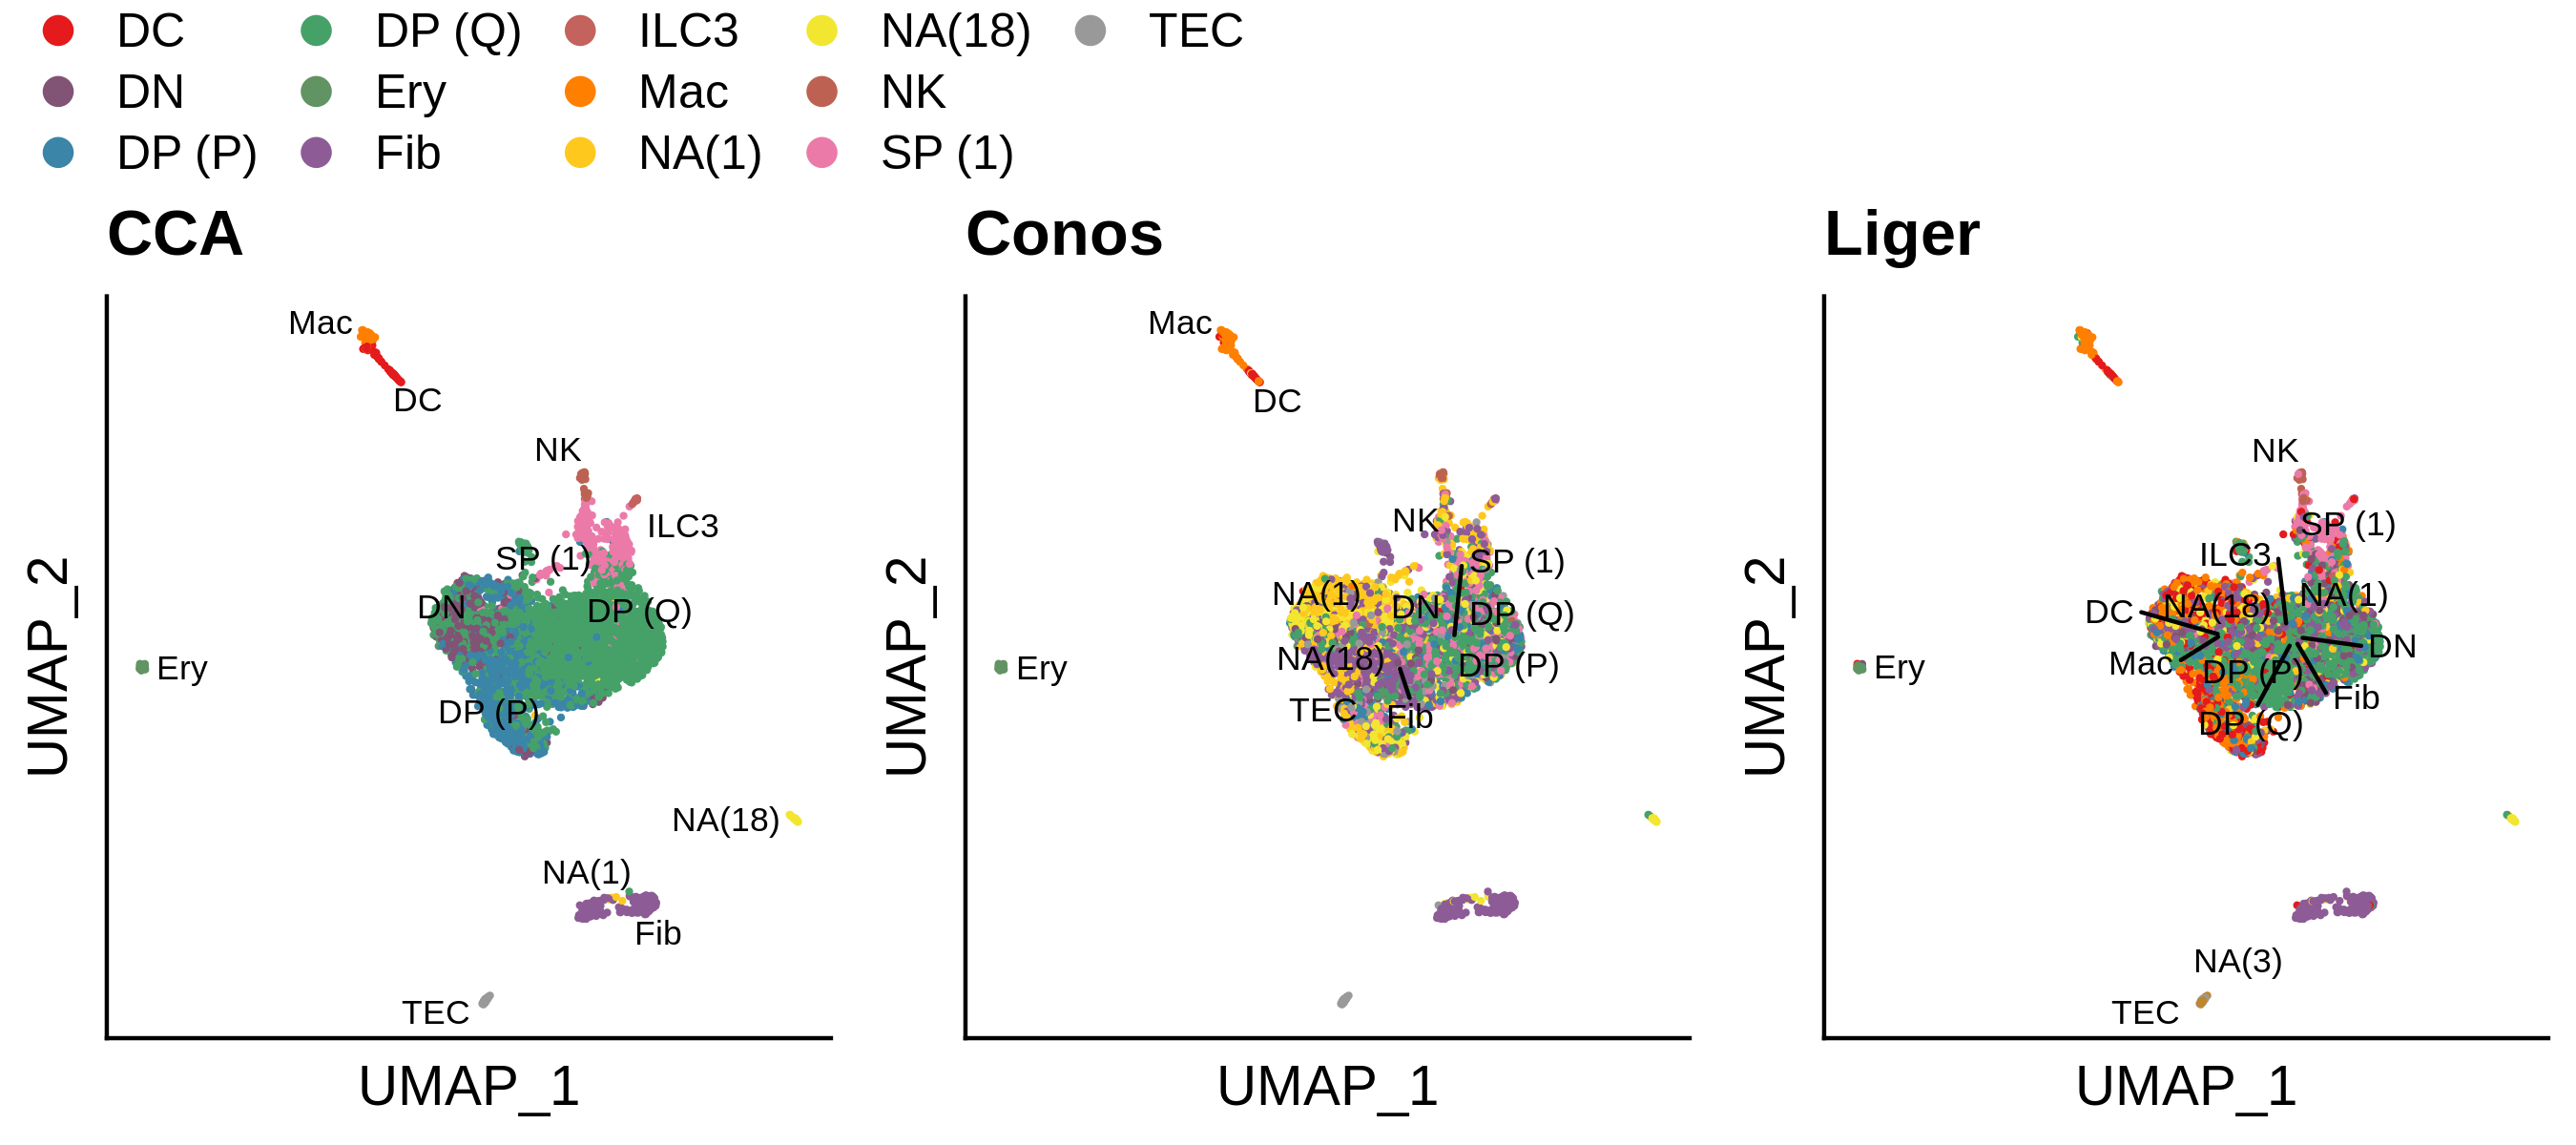 DC DP (Q) ILC3 NA(18) TEC
DN Ery Mac NK
DP (P) Fib NA(1) SP (1)
CCA
Mac
DC
NK
ILC3
SP (1)
DN
DP (Q)
Ery
DP (P)
NA(18)
NA(1)
Fib
TEC
UMAP_2
UMAP_1
Conos
Mac
DC
NK
SP (1)
NA(1)
DN
DP (Q)
NA(18)
DP (P)
Ery
TEC
Fib
UMAP_2
UMAP_1
Liger
NK
SP (1)
ILC3
NA(1)
NA(18)
DC
DN
Mac
DP (P)
Ery
Fib
DP (Q)
NA(3)
TEC
UMAP_2
UMAP_1